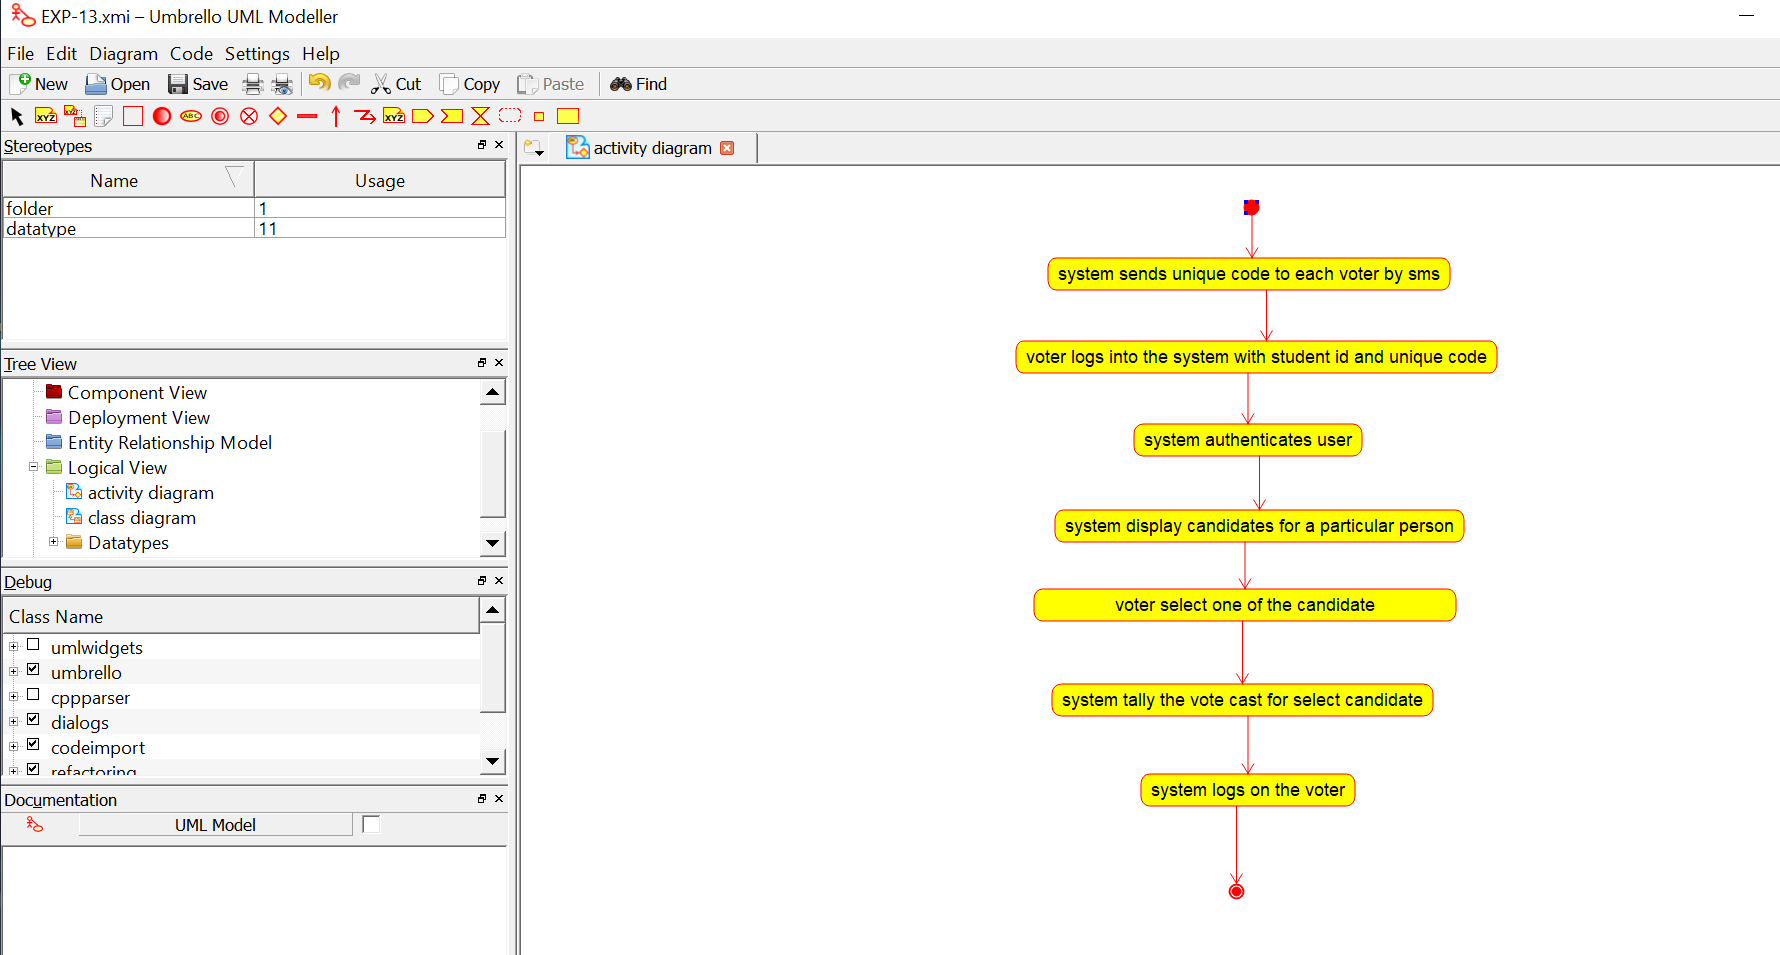 EXP-13.xmi – Umbrello UML Modeller
File Edit Diagram Code Settings Help
New Open Save Cut Copy Paste Find
XYZ XYZ ABC XYZ
Stereotypes
activity diagram
Name Usage
folder 1
datatype 11
Tree View
Component View
Deployment View
Entity Relationship Model
Logical View
activity diagram
class diagram
Datatypes
Debug
Class Name
umlwidgets
umbrello
cppparser
dialogs
codeimport
refactoring
Documentation
UML Model
system sends unique code to each voter by sms
voter logs into the system with student id and unique code
system authenticates user
system display candidates for a particular person
voter select one of the candidate
system tally the vote cast for select candidate
system logs on the voter